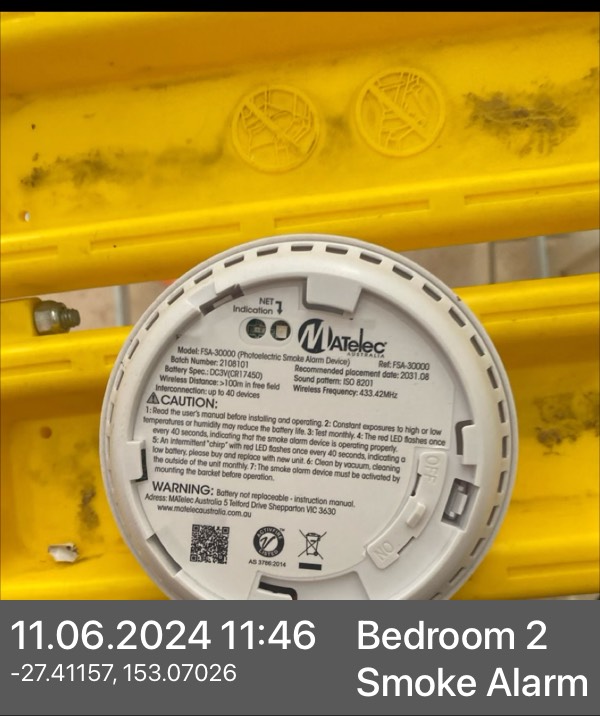 NET
Indication
MATelec
AUSTRALIA
Model: FSA-30000 (Photoelectric Smoke Alarm Device)
Ref: FSA-30000
Batch Number: 2108101
Recommended placement date: 2031.08
Battery Spec.: DC3V(CR17450)
Sound pattern: ISO 8201
Wireless Distance: >100m in free field
Wireless Frequency: 433.42MHz
Interconnection: up to 40 devices
CAUTION:
1: Read the user's manual before installing and operating. 2: Constant exposures to high or low
temperatures or humidity may reduce the battery life. 3: Test monthly. 4: The red LED flashes once
every 40 seconds, indicating that the smoke alarm device is operating properly.
5: An intermittent "chirp" with red LED flashes once every 40 seconds, indicating a
low battery, please buy and replace with new unit. 6: Clean by vacuum, cleaning
the outside of the unit monthly. 7: The smoke alarm device must be activated by
mounting the barcket before operation.
WARNING: Battery not replaceable - instruction manual.
Adress: MATelec Australia 5 Telford Drive Shepparton VIC 3630
www.matelecaustralia.com.au
OFF
ON
AS 3786:2014
11.06.2024 11:46
-27.41157, 153.07026
Bedroom 2
Smoke Alarm